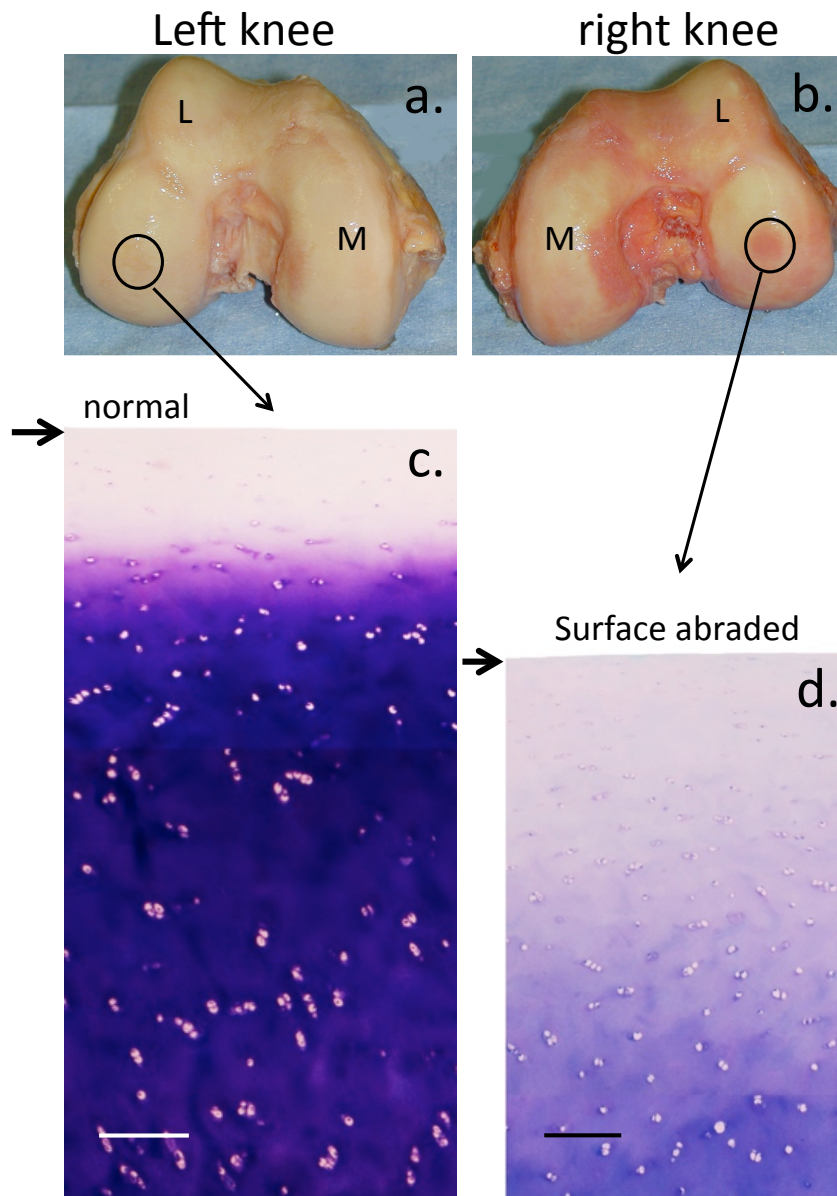 Left knee
right knee
a.
b.
L
L
M
M
normal
c.
Surface abraded
d.